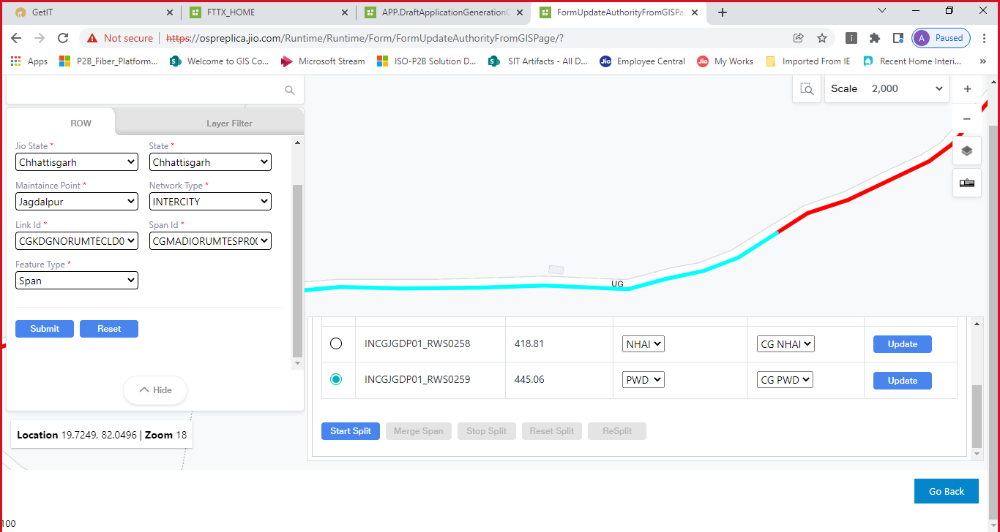 GetIT
FTTX_HOME
APP.DraftApplicationGeneration
FormUpdateAuthorityFromGISPa
Not secure https://ospreplica.jio.com/Runtime/Runtime/Form/FormUpdateAuthorityFromGISPage/?
A Paused
Apps
P2B_Fiber_Platform...
Welcome to GIS Co...
Microsoft Stream
ISO-P2B Solution D...
SIT Artifacts - All D...
Jio Employee Central
Jio My Works
Imported From IE
Recent Home Interi...
»
Scale 2,000
ROW Layer Filter
Jio State * State *
Chhattisgarh Chhattisgarh
Maintaince Point * Network Type *
Jagdalpur INTERCITY
Link Id * Span Id *
CGKDGNORUMTECLD0 CGMADIORUMTESPR00
Feature Type *
Span
Submit Reset
Hide
Location 19.7249, 82.0496 | Zoom 18
UG
INCGJGDP01_RWS0258 418.81 NHAI CG NHAI Update
INCGJGDP01_RWS0259 445.06 PWD CG PWD Update
Start Split Merge Span Stop Split Reset Split ReSplit
Go Back
100